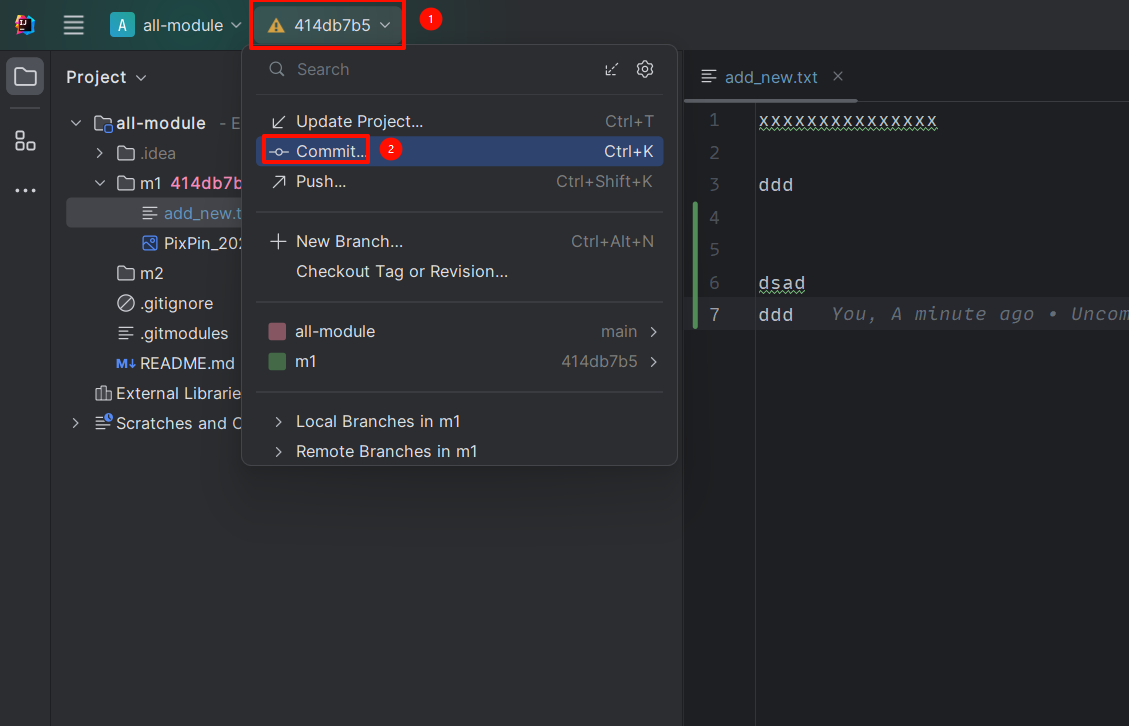 A all-module
414db7b5
1
Project
Search
add_new.txt
all-module - E
.idea
m1 414db7b
add_new.t
PixPin_202
m2
.gitignore
.gitmodules
M↓ README.md
External Librarie
Scratches and C
Update Project... Ctrl+T
Commit... 2 Ctrl+K
Push... Ctrl+Shift+K
New Branch... Ctrl+Alt+N
Checkout Tag or Revision...
all-module main
m1 414db7b5
Local Branches in m1
Remote Branches in m1
1 xxxxxxxxxxxxxxx
2
3 ddd
4
5
6 dsad
7 ddd You, A minute ago • Uncom